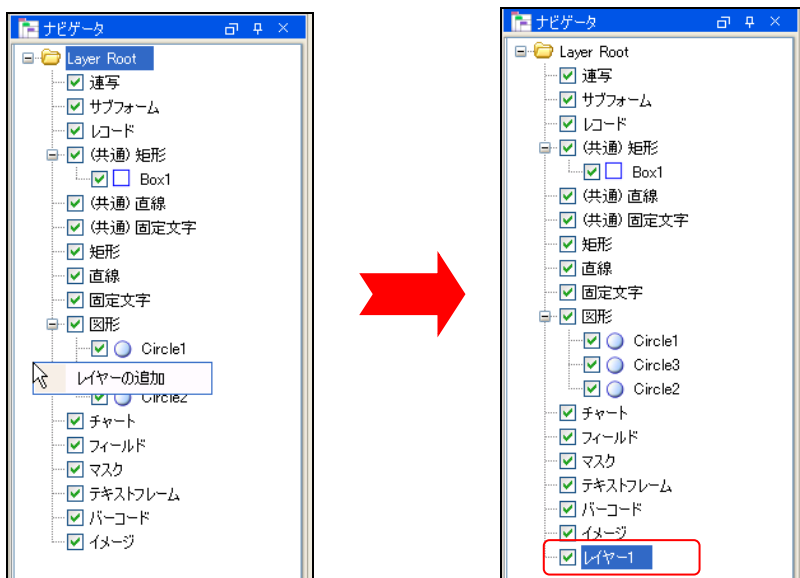 ナビゲータ
Layer Root
連写
サブフォーム
レコード
(共通) 矩形
Box1
(共通) 直線
(共通) 固定文字
矩形
直線
固定文字
図形
Circle1
レイヤーの追加
Circle2
チャート
フィールド
マスク
テキストフレーム
バーコード
イメージ
ナビゲータ
Layer Root
連写
サブフォーム
レコード
(共通) 矩形
Box1
(共通) 直線
(共通) 固定文字
矩形
直線
固定文字
図形
Circle1
Circle3
Circle2
チャート
フィールド
マスク
テキストフレーム
バーコード
イメージ
レイヤー1